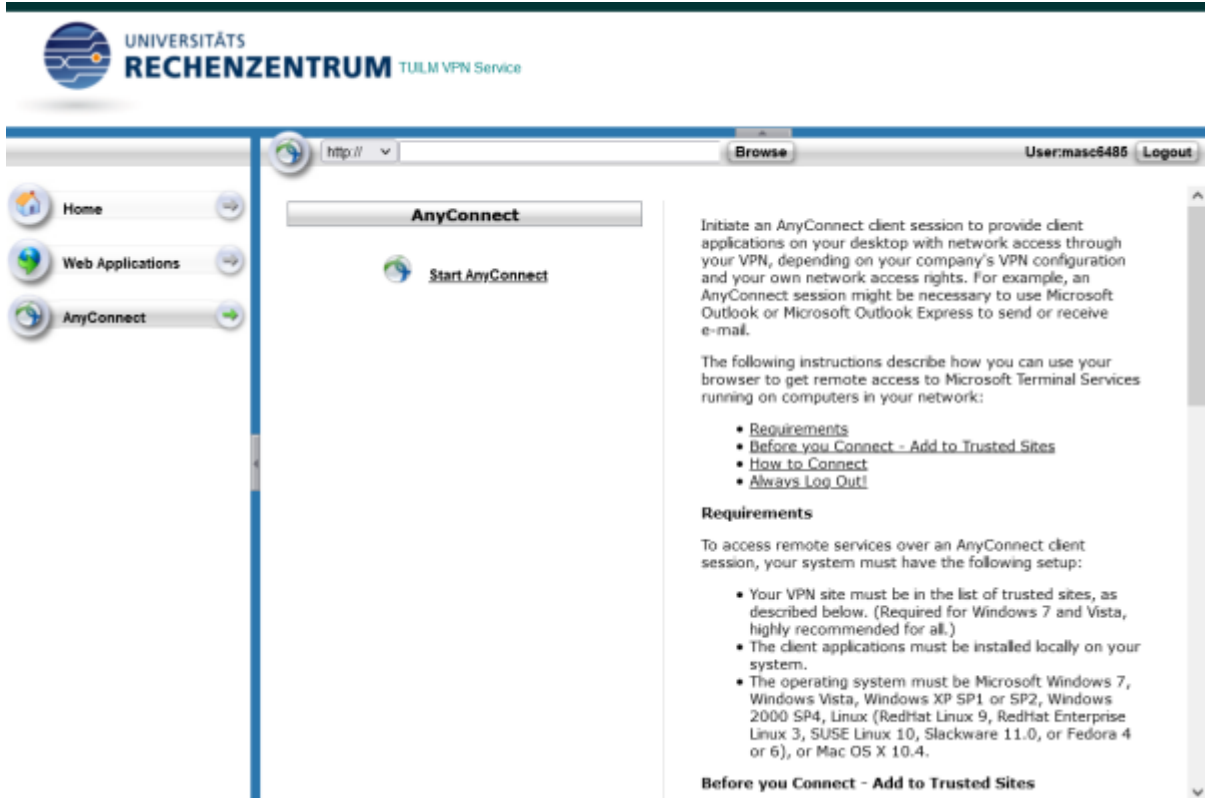 UNIVERSITÄTS
RECHENZENTRUM TUILM VPN Service
http:// Browse User:masc6485 Logout
Home
Web Applications
AnyConnect
AnyConnect
Start AnyConnect
Initiate an AnyConnect client session to provide client
applications on your desktop with network access through
your VPN, depending on your company's VPN configuration
and your own network access rights. For example, an
AnyConnect session might be necessary to use Microsoft
Outlook or Microsoft Outlook Express to send or receive
e-mail.
The following instructions describe how you can use your
browser to get remote access to Microsoft Terminal Services
running on computers in your network:
• Requirements
• Before you Connect - Add to Trusted Sites
• How to Connect
• Always Log Out!
Requirements
To access remote services over an AnyConnect client
session, your system must have the following setup:
• Your VPN site must be in the list of trusted sites, as
described below. (Required for Windows 7 and Vista,
highly recommended for all.)
• The client applications must be installed locally on your
system.
• The operating system must be Microsoft Windows 7,
Windows Vista, Windows XP SP1 or SP2, Windows
2000 SP4, Linux (RedHat Linux 9, RedHat Enterprise
Linux 3, SUSE Linux 10, Slackware 11.0, or Fedora 4
or 6), or Mac OS X 10.4.
Before you Connect - Add to Trusted Sites